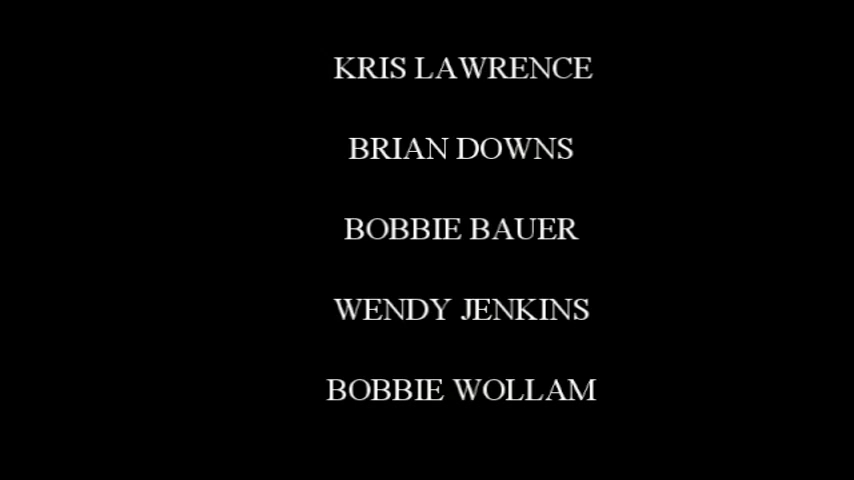 KRIS LAWRENCE
BRIAN DOWNS
BOBBIE BAUER
WENDY JENKINS
BOBBIE WOLLAM